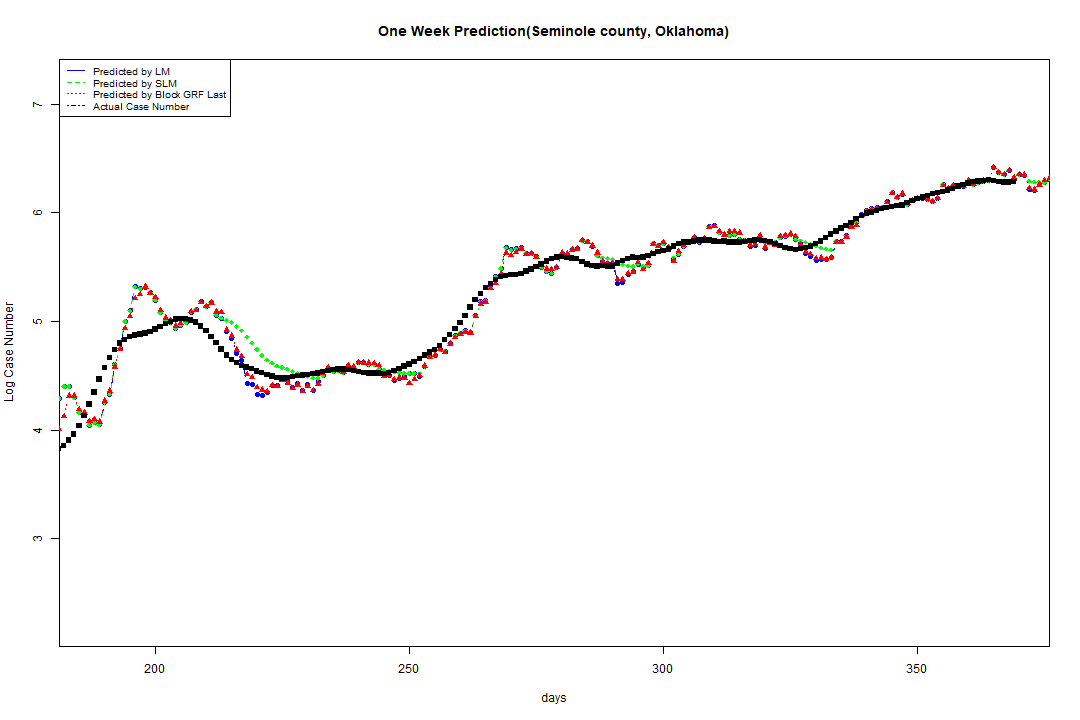 One Week Prediction(Seminole county, Oklahoma)
Predicted by LM
Predicted by SLM
Predicted by Block GRF Last
Actual Case Number
7
6
5
4
3
Log Case Number
200 250 300 350
days